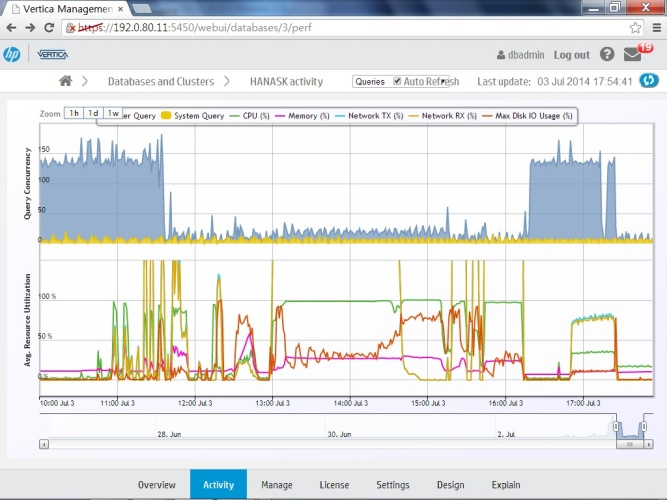 Vertica Management ×
https://192.0.80.11:5450/webui/databases/3/perf
hp VERTICA dbadmin Log out ? 19
Databases and Clusters HANASK activity Queries Auto Refresh Last update: 03 Jul 2014 17:54:41
Zoom 1h 1d 1w er Query System Query CPU (%) Memory (%) Network TX (%) Network RX (%) Max Disk IO Usage (%)
Query Concurrency
150
100
50
0
Avg. Resource Utilization
100 %
50 %
0 %
10:00 Jul 3 11:00 Jul 3 12:00 Jul 3 13:00 Jul 3 14:00 Jul 3 15:00 Jul 3 16:00 Jul 3 17:00 Jul 3
28. Jun 30. Jun 2. Jul
Overview Activity Manage License Settings Design Explain